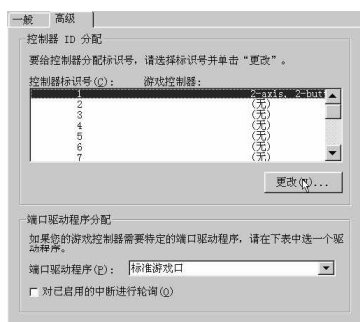 一般 高级
控制器 ID 分配
要给控制器分配标识号，请选择标识号并单击“更改”。
控制器标识号(C)： 游戏控制器：
1 2-axis, 2-butt
2 (无)
3 (无)
4 (无)
5 (无)
6 (无)
7 (无)
更改(N)...
端口驱动程序分配
如果您的游戏控制器需要特定的端口驱动程序，请在下表中选一个驱
动程序。
端口驱动程序(P)： 标准游戏口
对已启用的中断进行轮询(O)